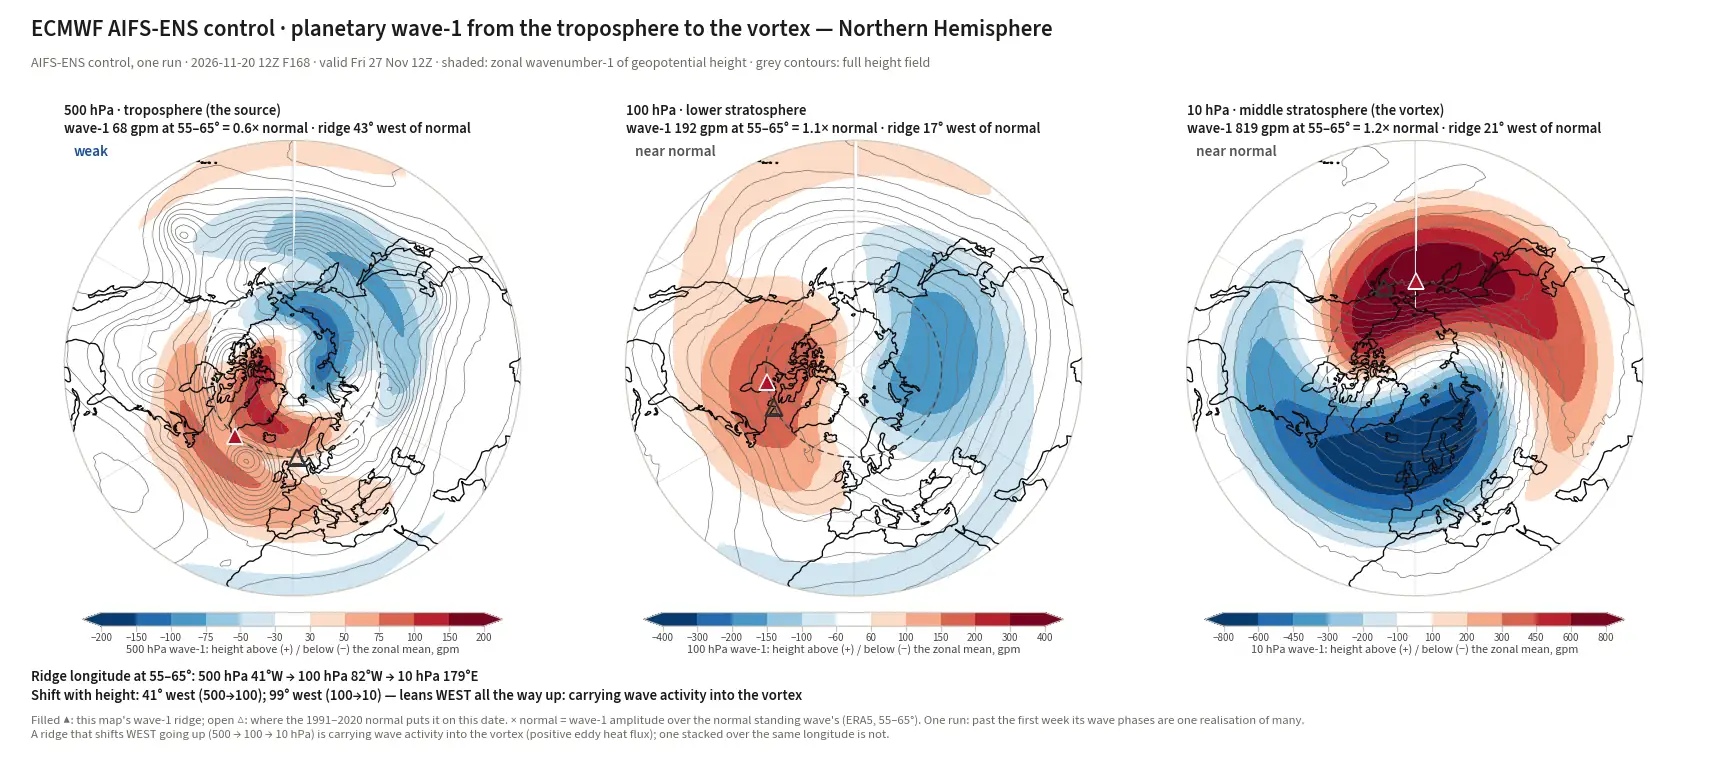 ECMWF AIFS-ENS control · planetary wave-1 from the troposphere to the vortex — Northern Hemisphere
AIFS-ENS control, one run · 2026-11-20 12Z F168 · valid Fri 27 Nov 12Z · shaded: zonal wavenumber-1 of geopotential height · grey contours: full height field
500 hPa · troposphere (the source)
wave-1 68 gpm at 55–65° = 0.6× normal · ridge 43° west of normal
weak
100 hPa · lower stratosphere
wave-1 192 gpm at 55–65° = 1.1× normal · ridge 17° west of normal
near normal
10 hPa · middle stratosphere (the vortex)
wave-1 819 gpm at 55–65° = 1.2× normal · ridge 21° west of normal
near normal
−200 −150 −100 −75 −50 −30 30 50 75 100 150 200
500 hPa wave-1: height above (+) / below (−) the zonal mean, gpm
−400 −300 −200 −150 −100 −60 60 100 150 200 300 400
100 hPa wave-1: height above (+) / below (−) the zonal mean, gpm
−800 −600 −450 −300 −200 −100 100 200 300 450 600 800
10 hPa wave-1: height above (+) / below (−) the zonal mean, gpm
Ridge longitude at 55–65°: 500 hPa 41°W → 100 hPa 82°W → 10 hPa 179°E
Shift with height: 41° west (500→100); 99° west (100→10) — leans WEST all the way up: carrying wave activity into the vortex
Filled ▲: this map's wave-1 ridge; open △: where the 1991–2020 normal puts it on this date. × normal = wave-1 amplitude over the normal standing wave's (ERA5, 55–65°). One run: past the first week its wave phases are one realisation of many.
A ridge that shifts WEST going up (500 → 100 → 10 hPa) is carrying wave activity into the vortex (positive eddy heat flux); one stacked over the same longitude is not.